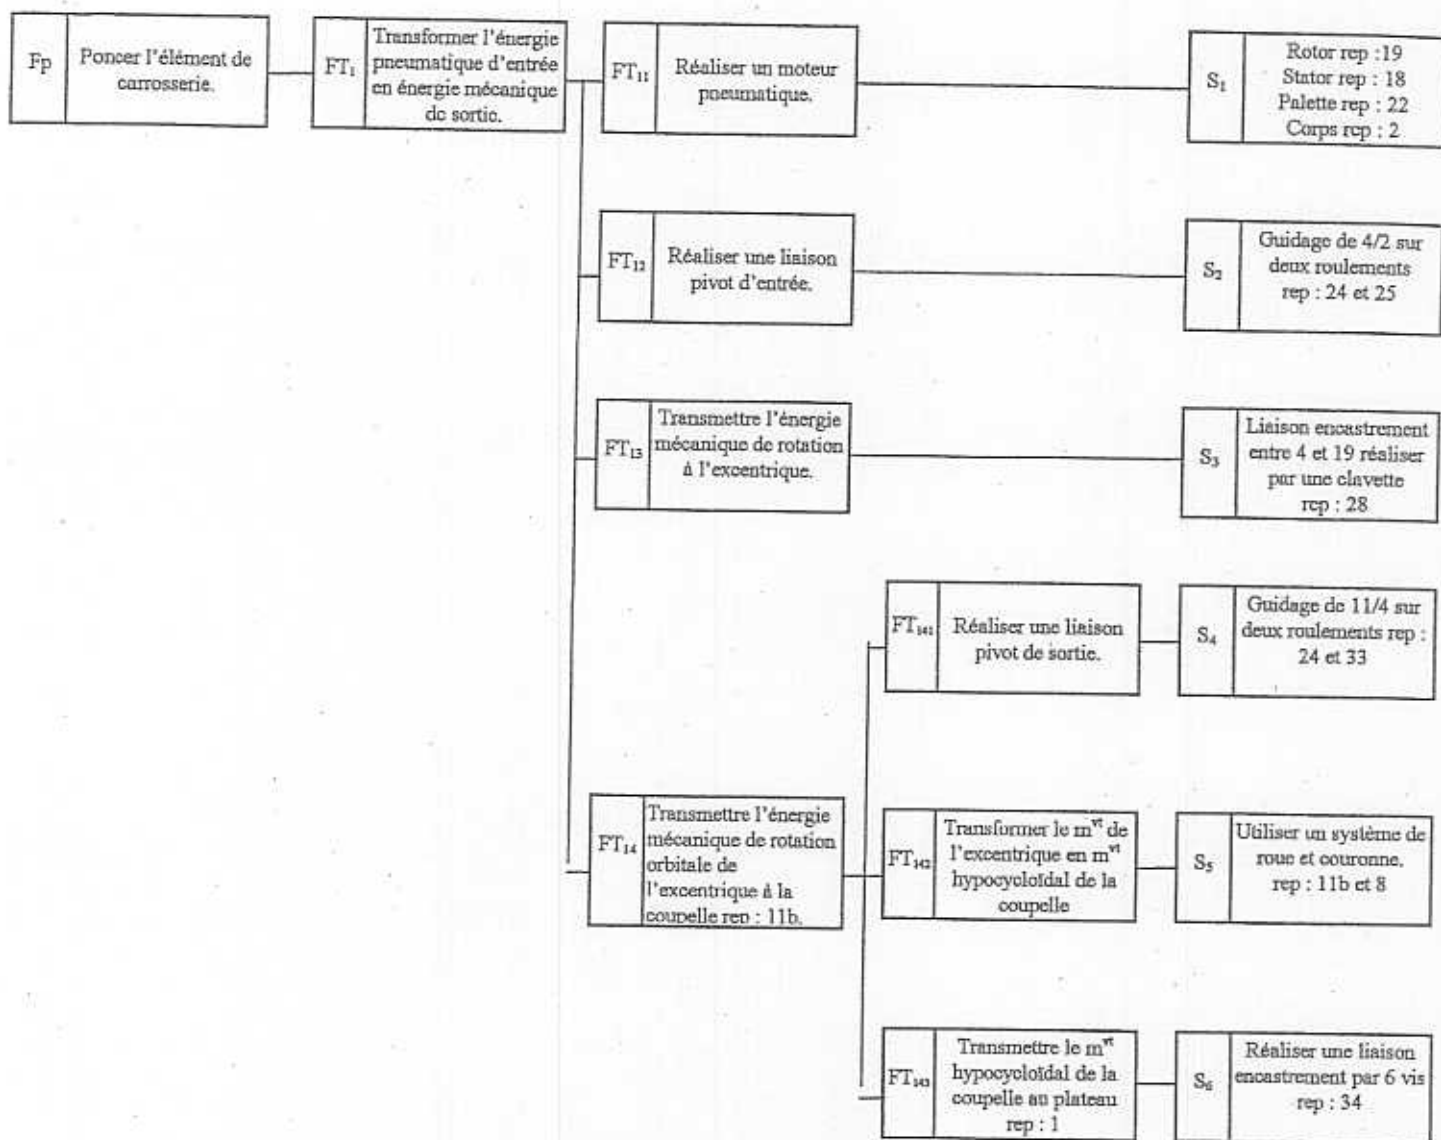 Fp
Poncer l'élément de
carrosserie.
FT₁
Transformer l'énergie
pneumatique d'entrée
en énergie mécanique
de sortie.
FT₁₁
Réaliser un moteur
pneumatique.
S₁
Rotor rep :19
Stator rep : 18
Palette rep : 22
Corps rep : 2
FT₁₂
Réaliser une liaison
pivot d'entrée.
S₂
Guidage de 4/2 sur
deux roulements
rep : 24 et 25
FT₁₃
Transmettre l'énergie
mécanique de rotation
à l'excentrique.
S₃
Liaison encastrement
entre 4 et 19 réaliser
par une clavette
rep : 28
FT₁₄₁
Réaliser une liaison
pivot de sortie.
S₄
Guidage de 11/4 sur
deux roulements rep :
24 et 33
FT₁₄
Transmettre l'énergie
mécanique de rotation
orbitale de
l'excentrique à la
coupelle rep : 11b.
FT₁₄₂
Transformer le mᵛᵗ de
l'excentrique en mᵛᵗ
hypocycloïdal de la
coupelle
S₅
Utiliser un système de
roue et couronne.
rep : 11b et 8
FT₁₄₃
Transmettre le mᵛᵗ
hypocycloïdal de la
coupelle au plateau
rep : 1
S₆
Réaliser une liaison
encastrement par 6 vis
rep : 34